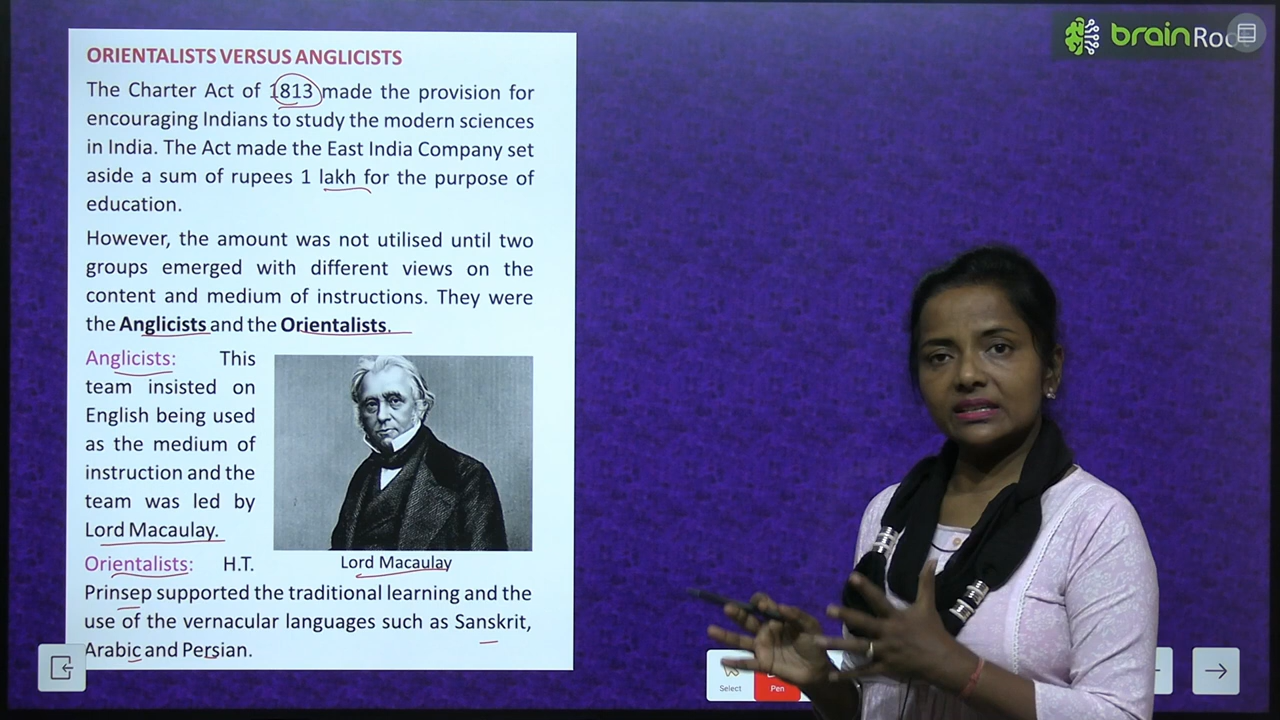 brainRoot
ORIENTALISTS VERSUS ANGLICISTS
The Charter Act of 1813 made the provision for
encouraging Indians to study the modern sciences
in India. The Act made the East India Company set
aside a sum of rupees 1 lakh for the purpose of
education.
However, the amount was not utilised until two
groups emerged with different views on the
content and medium of instructions. They were
the Anglicists and the Orientalists.
Anglicists: This
team insisted on
English being used
as the medium of
instruction and the
team was led by
Lord Macaulay.
Lord Macaulay
Orientalists: H.T.
Prinsep supported the traditional learning and the
use of the vernacular languages such as Sanskrit,
Arabic and Persian.
Select
Pen